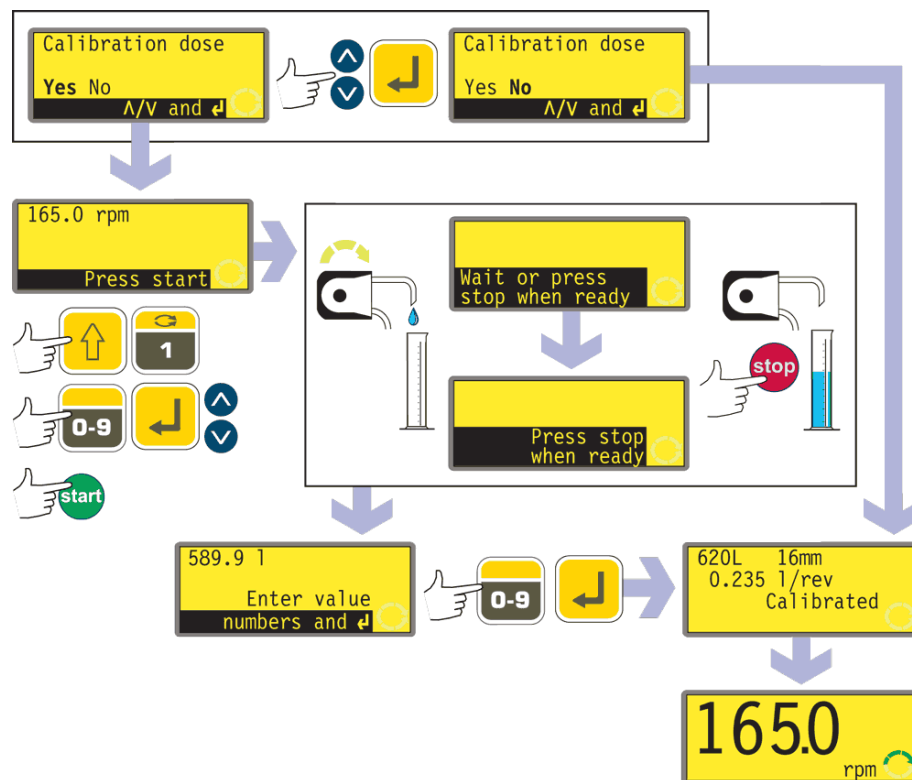 Calibration dose
Yes No
Λ/V and ↲
Calibration dose
Yes No
Λ/V and ↲
165.0 rpm
Press start
1
0-9
start
Wait or press
stop when ready
stop
Press stop
when ready
589.9 l
Enter value
numbers and ↲
0-9
620L 16mm
0.235 l/rev
Calibrated
165.0
rpm